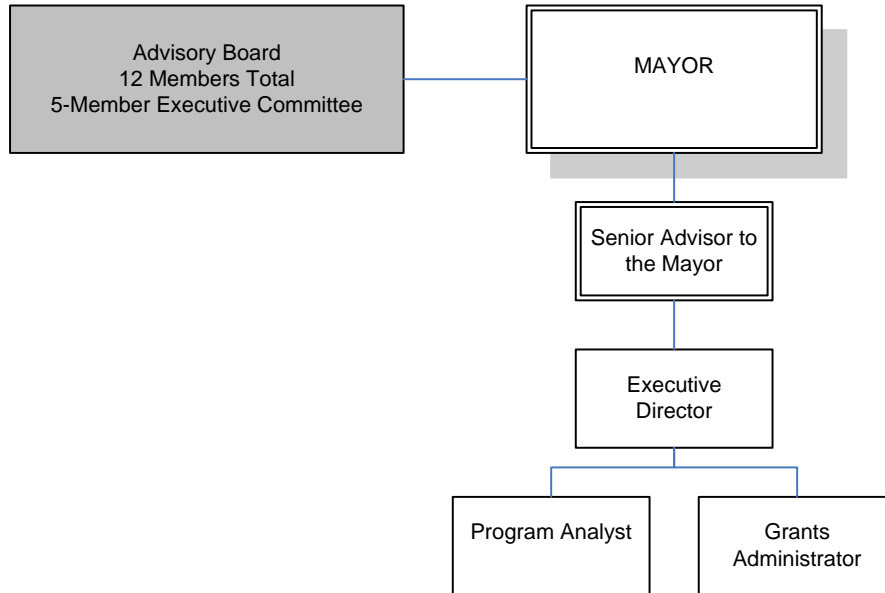 Advisory Board
12 Members Total
5-Member Executive Committee
MAYOR
Senior Advisor to
the Mayor
Executive
Director
Program Analyst
Grants
Administrator